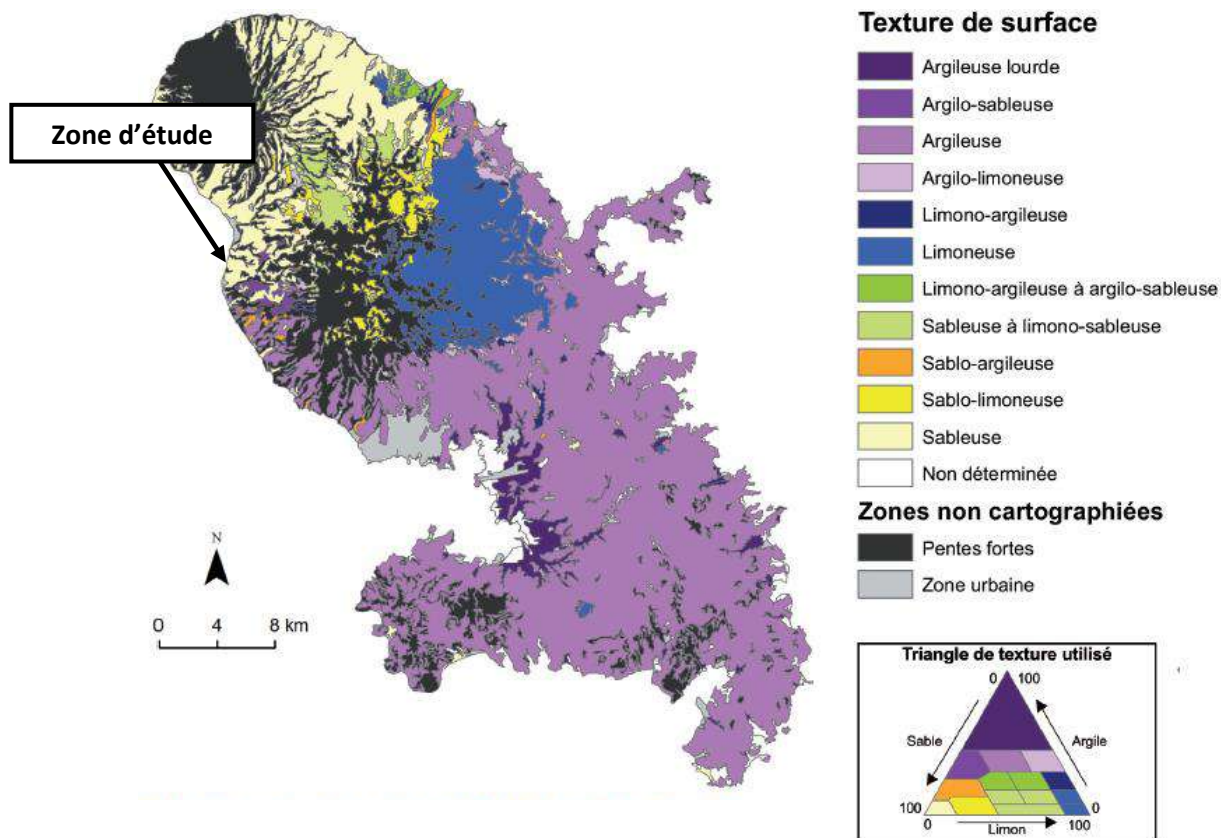 Zone d’étude
N
0 4 8 km
Texture de surface
Argileuse lourde
Argilo-sableuse
Argileuse
Argilo-limoneuse
Limono-argileuse
Limoneuse
Limono-argileuse à argilo-sableuse
Sableuse à limono-sableuse
Sablo-argileuse
Sablo-limoneuse
Sableuse
Non déterminée
Zones non cartographiées
Pentes fortes
Zone urbaine
Triangle de texture utilisé
0 100
Sable Argile
100 0
0 Limon 100